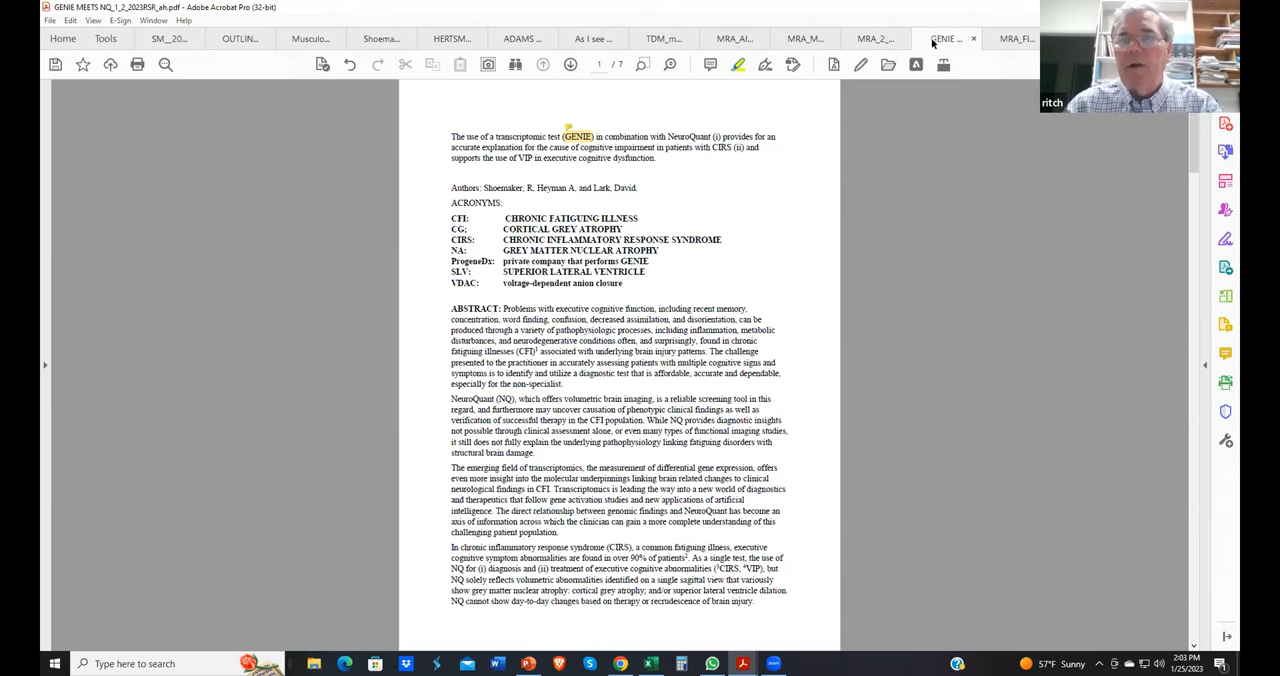 GENIE MEETS NQ_1_2_2023RSR_ah.pdf - Adobe Acrobat Pro (32-bit)
File Edit View E-Sign Window Help
Home Tools SM__20... OUTLIN... Musculo... Shoema... HERTSM... ADAMS ... As I see ... TDM_m... MRA_AI... MRA_M... MRA_2_... GENIE ... × MRA_FI...
1 / 7
ritch
The use of a transcriptomic test (GENIE) in combination with NeuroQuant (i) provides for an
accurate explanation for the cause of cognitive impairment in patients with CIRS (ii) and
supports the use of VIP in executive cognitive dysfunction.
Authors: Shoemaker, R, Heyman A, and Lark, David.
ACRONYMS:
CFI: CHRONIC FATIGUING ILLNESS
CG; CORTICAL GREY ATROPHY
CIRS: CHRONIC INFLAMMATORY RESPONSE SYNDROME
NA: GREY MATTER NUCLEAR ATROPHY
ProgeneDx: private company that performs GENIE
SLV: SUPERIOR LATERAL VENTRICLE
VDAC: voltage-dependent anion closure
ABSTRACT: Problems with executive cognitive function, including recent memory,
concentration, word finding, confusion, decreased assimilation, and disorientation, can be
produced through a variety of pathophysiologic processes, including inflammation, metabolic
disturbances, and neurodegenerative conditions often, and surprisingly, found in chronic
fatiguing illnesses (CFI)¹ associated with underlying brain injury patterns. The challenge
presented to the practitioner in accurately assessing patients with multiple cognitive signs and
symptoms is to identify and utilize a diagnostic test that is affordable, accurate and dependable,
especially for the non-specialist.
NeuroQuant (NQ), which offers volumetric brain imaging, is a reliable screening tool in this
regard, and furthermore may uncover causation of phenotypic clinical findings as well as
verification of successful therapy in the CFI population. While NQ provides diagnostic insights
not possible through clinical assessment alone, or even many types of functional imaging studies,
it still does not fully explain the underlying pathophysiology linking fatiguing disorders with
structural brain damage.
The emerging field of transcriptomics, the measurement of differential gene expression, offers
even more insight into the molecular underpinnings linking brain related changes to clinical
neurological findings in CFI. Transcriptomics is leading the way into a new world of diagnostics
and therapeutics that follow gene activation studies and new applications of artificial
intelligence. The direct relationship between genomic findings and NeuroQuant has become an
axis of information across which the clinician can gain a more complete understanding of this
challenging patient population.
In chronic inflammatory response syndrome (CIRS), a common fatiguing illness, executive
cognitive symptom abnormalities are found in over 90% of patients². As a single test, the use of
NQ for (i) diagnosis and (ii) treatment of executive cognitive abnormalities (³CIRS, ⁴VIP), but
NQ solely reflects volumetric abnormalities identified on a single sagittal view that variously
show grey matter nuclear atrophy: cortical grey atrophy; and/or superior lateral ventricle dilation.
NQ cannot show day-to-day changes based on therapy or recrudescence of brain injury.
Type here to search
57°F Sunny
2:03 PM
1/25/2023